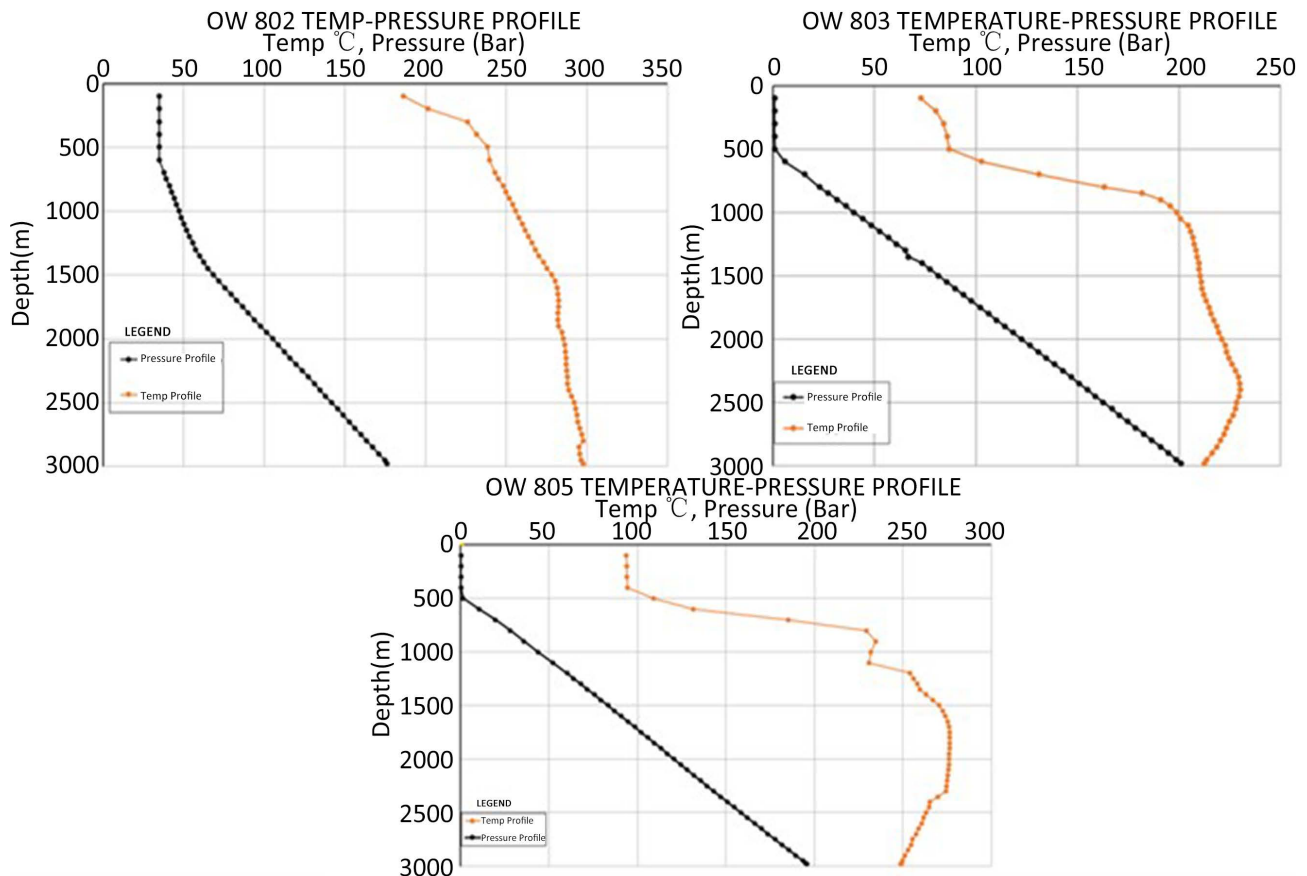 OW 802 TEMP-PRESSURE PROFILE
Temp ℃, Pressure (Bar)
0 50 100 150 200 250 300 350
0
500
1000
1500
2000
2500
3000
Depth(m)
LEGEND
Pressure Profile
Temp Profile
OW 803 TEMPERATURE-PRESSURE PROFILE
Temp ℃, Pressure (Bar)
0 50 100 150 200 250
0
500
1000
1500
2000
2500
3000
Depth(m)
LEGEND
Pressure Profile
Temp Profile
OW 805 TEMPERATURE-PRESSURE PROFILE
Temp ℃, Pressure (Bar)
0 50 100 150 200 250 300
0
500
1000
1500
2000
2500
3000
Depth(m)
LEGEND
Temp Profile
Pressure Profile